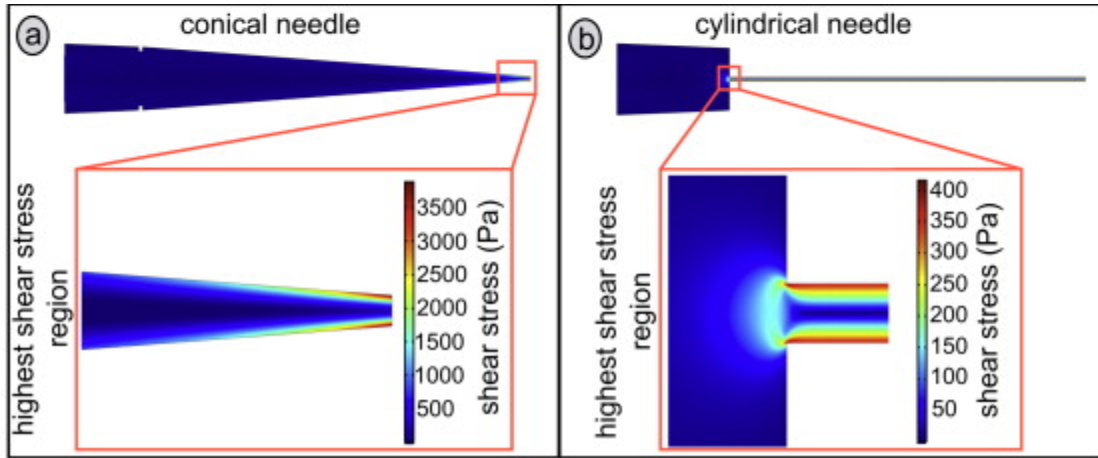 a
conical needle
highest shear stress
region
3500
3000
2500
2000
1500
1000
500
shear stress (Pa)
b
cylindrical needle
highest shear stress
region
400
350
300
250
200
150
100
50
shear stress (Pa)